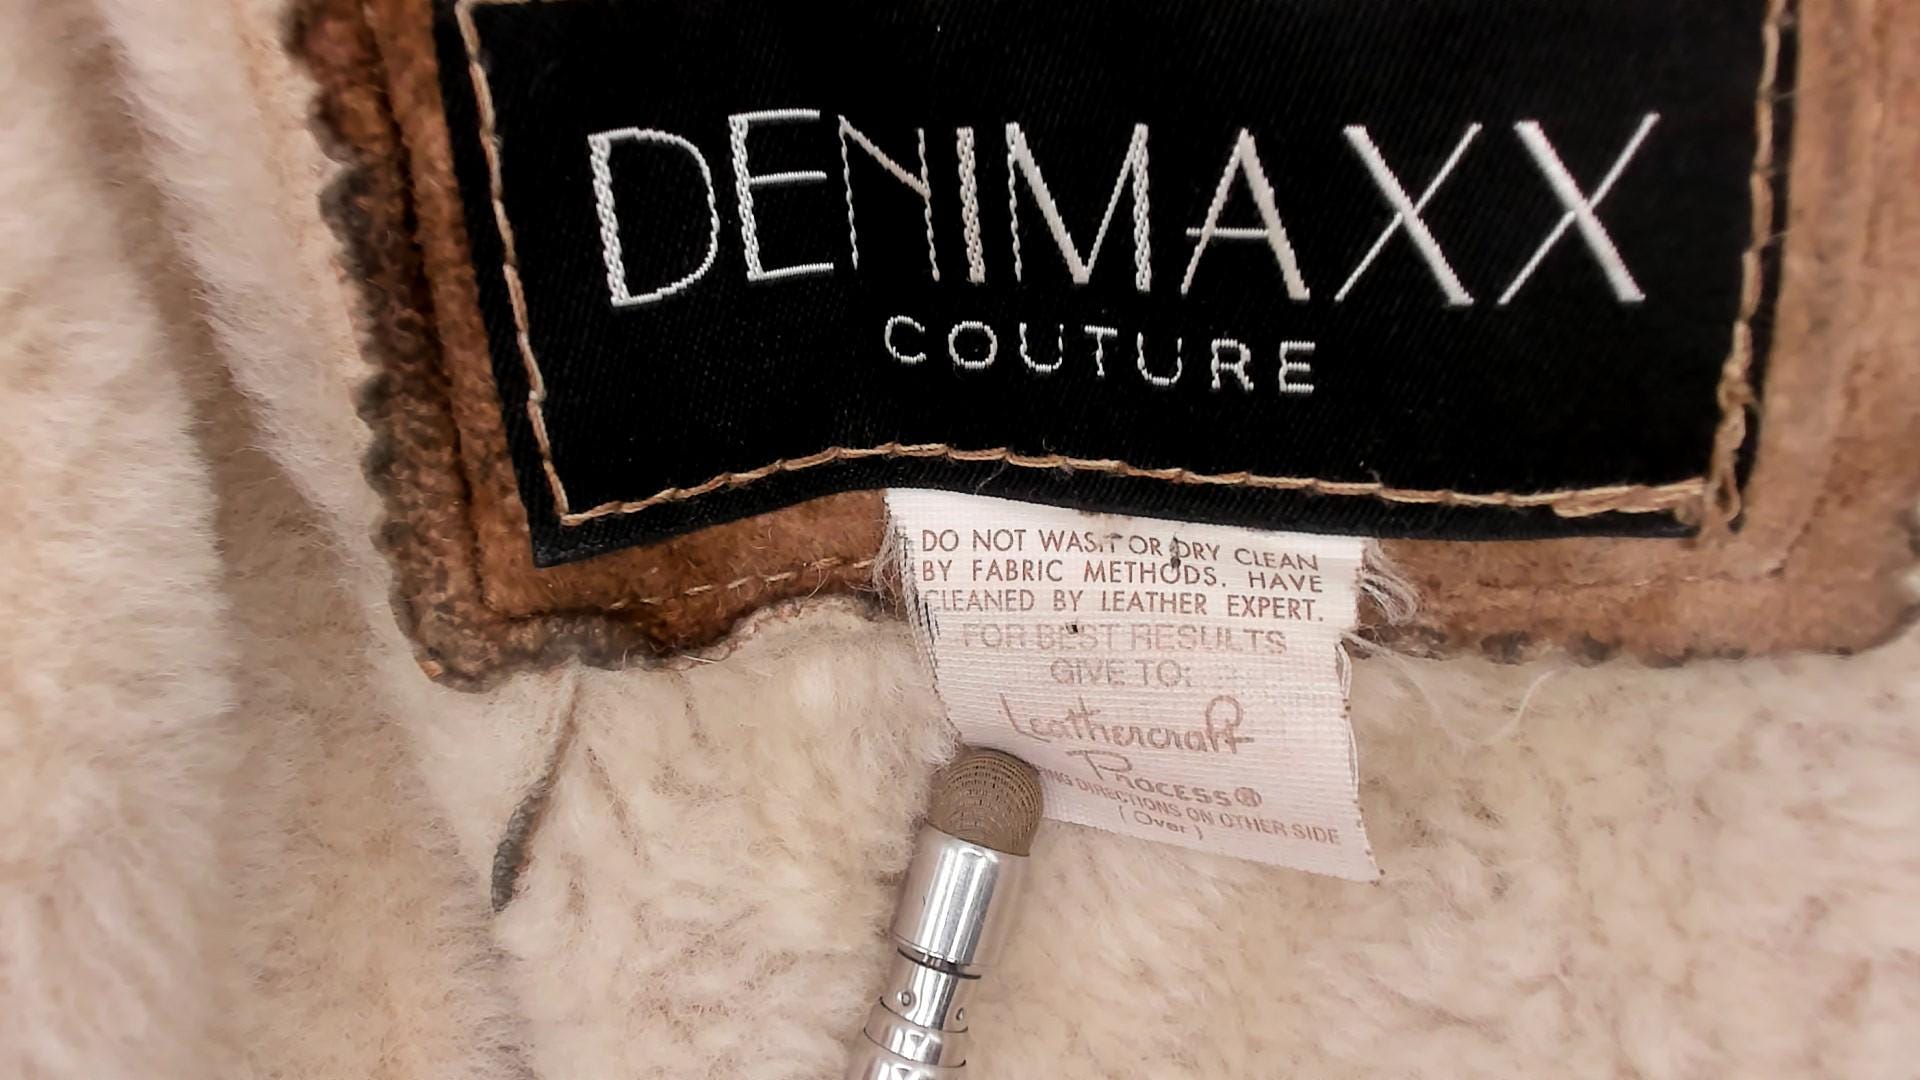 DENIMAXX
COUTURE
DO NOT WASH OR DRY CLEAN
BY FABRIC METHODS. HAVE
CLEANED BY LEATHER EXPERT.
FOR BEST RESULTS
GIVE TO:
Leathercraft
Process®
DIRECTIONS ON OTHER SIDE
(Over)